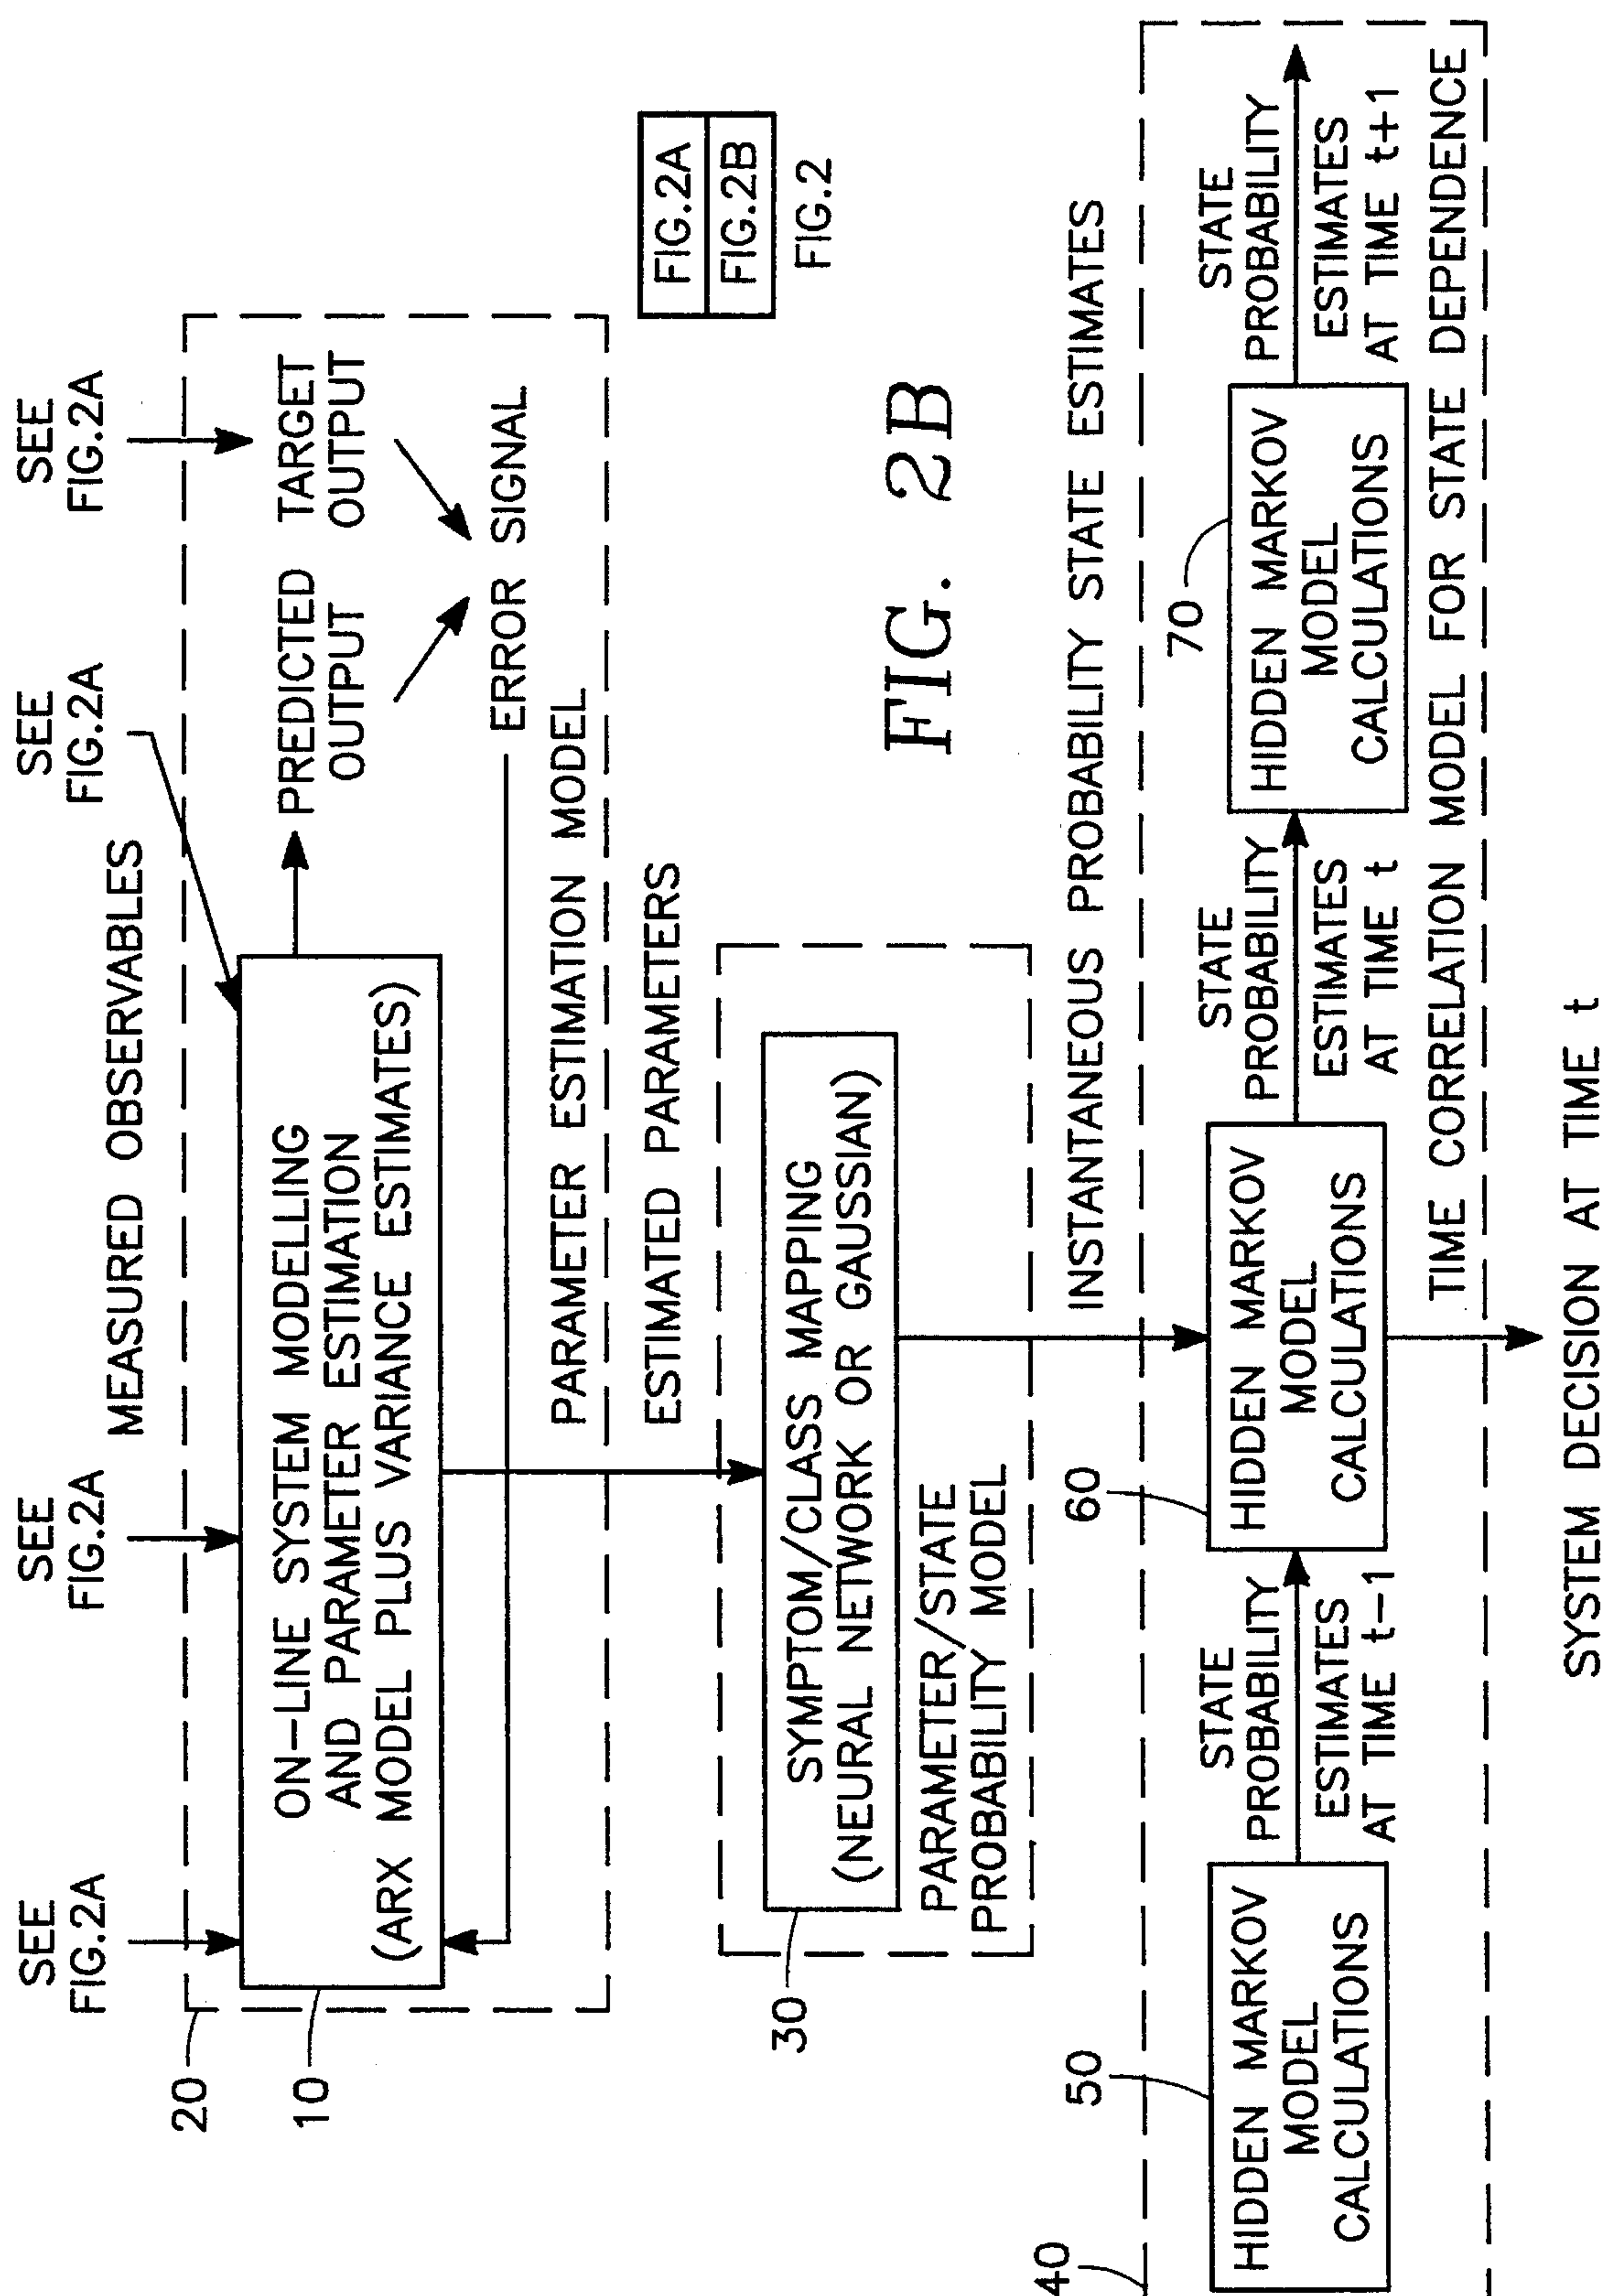 SEE
FIG.2A
SEE
FIG.2A
SEE
FIG.2A
SEE
FIG.2A
MEASURED OBSERVABLES
20
10
ON-LINE SYSTEM MODELLING
AND PARAMETER ESTIMATION
(ARX MODEL PLUS VARIANCE ESTIMATES)
PREDICTED
OUTPUT
TARGET
OUTPUT
ERROR SIGNAL
PARAMETER ESTIMATION MODEL
ESTIMATED PARAMETERS
FIG.2A
FIG.2B
FIG.2
30
SYMPTOM/CLASS MAPPING
(NEURAL NETWORK OR GAUSSIAN)
PARAMETER/STATE
PROBABILITY MODEL
FIG. 2B
INSTANTANEOUS PROBABILITY STATE ESTIMATES
40
50
HIDDEN MARKOV
MODEL
CALCULATIONS
STATE
PROBABILITY
ESTIMATES
AT TIME t-1
60
HIDDEN MARKOV
MODEL
CALCULATIONS
STATE
PROBABILITY
ESTIMATES
AT TIME t
70
HIDDEN MARKOV
MODEL
CALCULATIONS
STATE
PROBABILITY
ESTIMATES
AT TIME t+1
TIME CORRELATION MODEL FOR STATE DEPENDENCE
SYSTEM DECISION AT TIME t